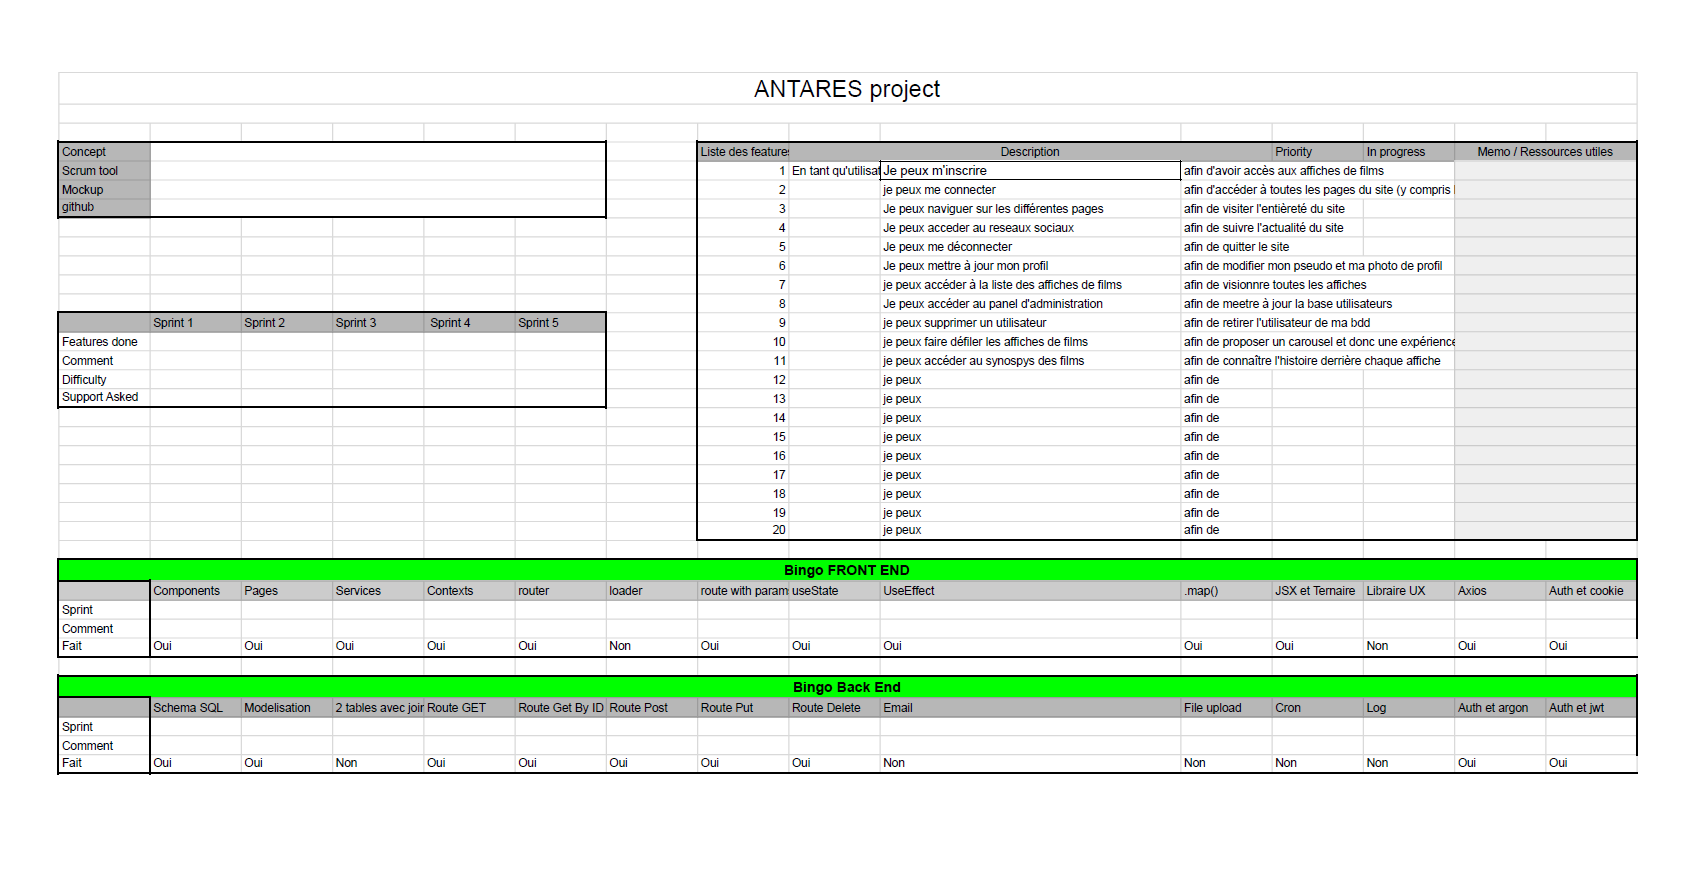 ANTARES project
Concept
Scrum tool
Mockup
github
Sprint 1 Sprint 2 Sprint 3 Sprint 4 Sprint 5
Features done
Comment
Difficulty
Support Asked
Liste des features Description Priority In progress Memo / Ressources utiles
1 En tant qu'utilisat Je peux m'inscrire afin d'avoir accès aux affiches de films
2 je peux me connecter afin d'accéder à toutes les pages du site (y compris
3 Je peux naviguer sur les différentes pages afin de visiter l'entièreté du site
4 Je peux acceder au reseaux sociaux afin de suivre l'actualité du site
5 Je peux me déconnecter afin de quitter le site
6 Je peux mettre à jour mon profil afin de modifier mon pseudo et ma photo de profil
7 je peux accéder à la liste des affiches de films afin de visionnre toutes les affiches
8 Je peux accéder au panel d'administration afin de meetre à jour la base utilisateurs
9 je peux supprimer un utilisateur afin de retirer l'utilisateur de ma bdd
10 je peux faire défiler les affiches de films afin de proposer un carousel et donc une expérience
11 je peux accédér au synospys des films afin de connaître l'histoire derrière chaque affiche
12 je peux afin de
13 je peux afin de
14 je peux afin de
15 je peux afin de
16 je peux afin de
17 je peux afin de
18 je peux afin de
19 je peux afin de
20 je peux afin de
Bingo FRONT END
Components Pages Services Contexts router loader route with param useState UseEffect .map() JSX et Ternaire Libraire UX Axios Auth et cookie
Sprint
Comment
Fait Oui Oui Oui Oui Oui Non Oui Oui Oui Oui Oui Non Oui Oui
Bingo Back End
Schema SQL Modelisation 2 tables avec joir Route GET Route Get By ID Route Post Route Put Route Delete Email File upload Cron Log Auth et argon Auth et jwt
Sprint
Comment
Fait Oui Oui Non Oui Oui Oui Oui Oui Non Non Non Non Oui Oui